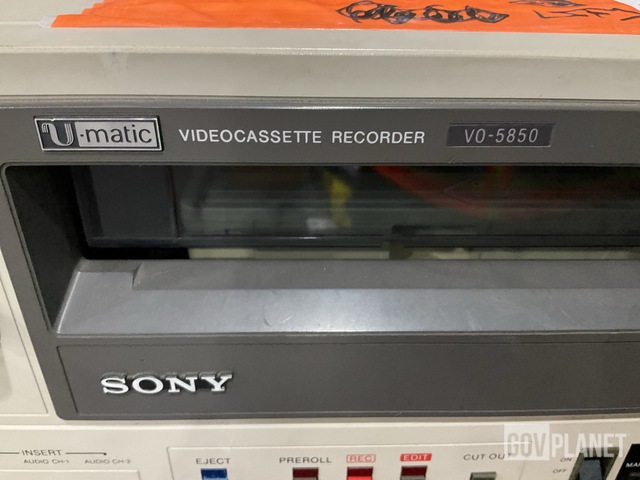 U-matic VIDEOCASSETTE RECORDER VO-5850
SONY
INSERT
AUDIO CH-1 AUDIO CH-2
EJECT PREROLL REC EDIT CUT OUT
ON
OFF
GOVPLANET